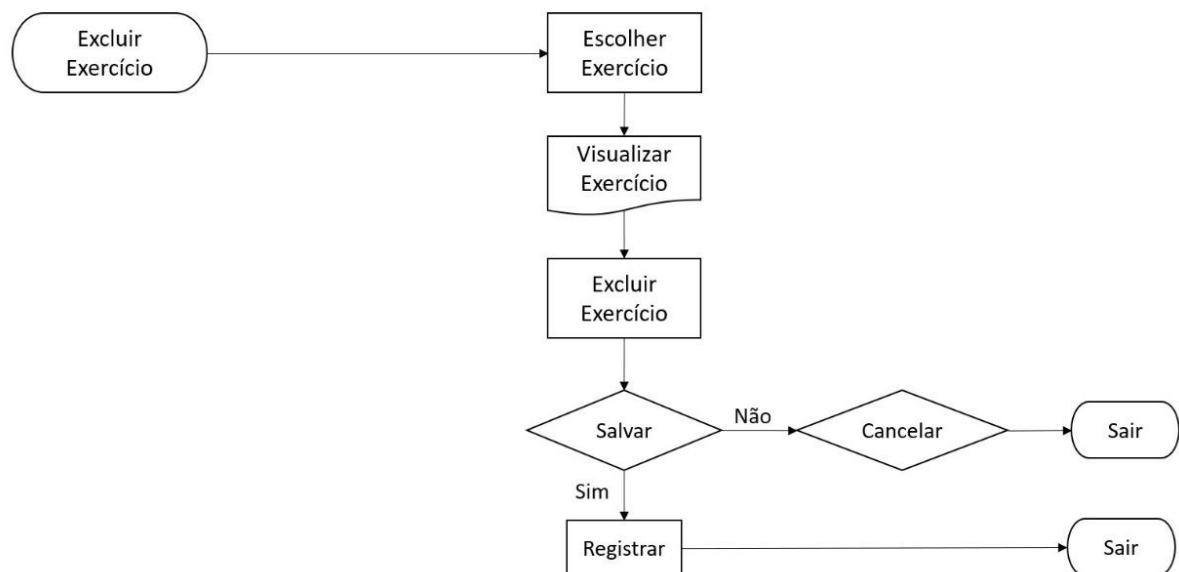 Excluir
Exercício
Escolher
Exercício
Visualizar
Exercício
Excluir
Exercício
Salvar
Não
Cancelar
Sair
Sim
Registrar
Sair